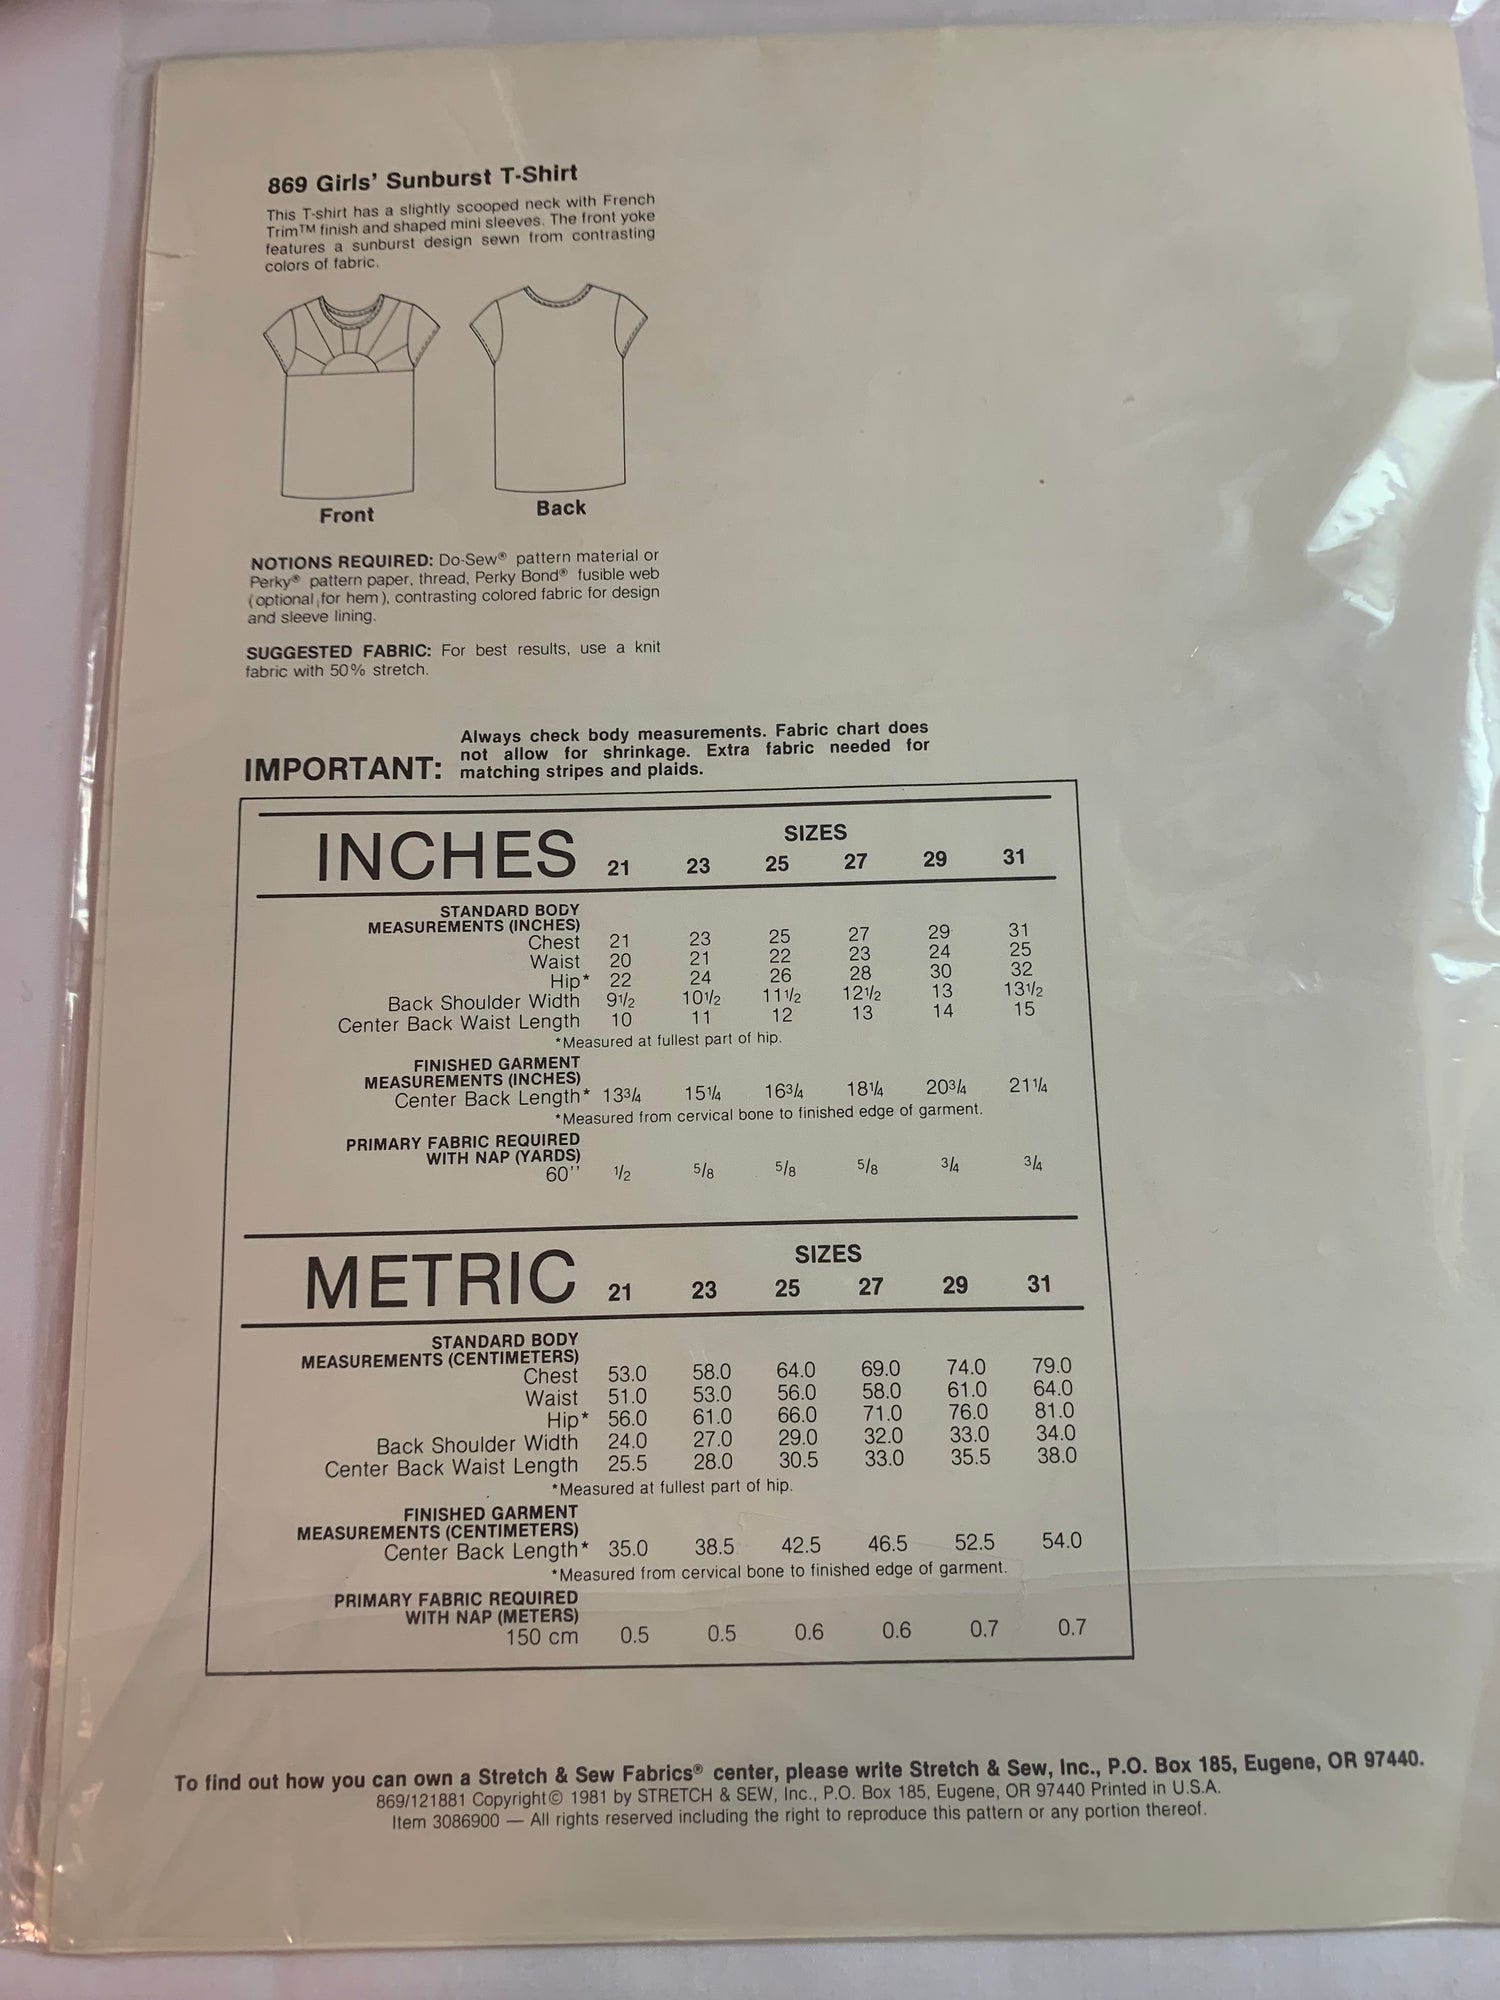 869 Girls' Sunburst T-Shirt
This T-shirt has a slightly scooped neck with French
Trim™ finish and shaped mini sleeves. The front yoke
features a sunburst design sewn from contrasting
colors of fabric.
Front
Back
NOTIONS REQUIRED: Do-Sew® pattern material or
Perky® pattern paper, thread, Perky Bond® fusible web
(optional for hem), contrasting colored fabric for design
and sleeve lining.
SUGGESTED FABRIC: For best results, use a knit
fabric with 50% stretch.
IMPORTANT: Always check body measurements. Fabric chart does
not allow for shrinkage. Extra fabric needed for
matching stripes and plaids.
SIZES
INCHES 21 23 25 27 29 31
STANDARD BODY
MEASUREMENTS (INCHES)
Chest 21 23 25 27 29 31
Waist 20 21 22 23 24 25
Hip* 22 24 26 28 30 32
Back Shoulder Width 9½ 10½ 11½ 12½ 13 13½
Center Back Waist Length 10 11 12 13 14 15
*Measured at fullest part of hip.
FINISHED GARMENT
MEASUREMENTS (INCHES)
Center Back Length* 13¾ 15¼ 16¾ 18¼ 20¾ 21¼
*Measured from cervical bone to finished edge of garment.
PRIMARY FABRIC REQUIRED
WITH NAP (YARDS)
60'' 1/2 5/8 5/8 5/8 3/4 3/4
SIZES
METRIC 21 23 25 27 29 31
STANDARD BODY
MEASUREMENTS (CENTIMETERS)
Chest 53.0 58.0 64.0 69.0 74.0 79.0
Waist 51.0 53.0 56.0 58.0 61.0 64.0
Hip* 56.0 61.0 66.0 71.0 76.0 81.0
Back Shoulder Width 24.0 27.0 29.0 32.0 33.0 34.0
Center Back Waist Length 25.5 28.0 30.5 33.0 35.5 38.0
*Measured at fullest part of hip.
FINISHED GARMENT
MEASUREMENTS (CENTIMETERS)
Center Back Length* 35.0 38.5 42.5 46.5 52.5 54.0
*Measured from cervical bone to finished edge of garment.
PRIMARY FABRIC REQUIRED
WITH NAP (METERS)
150 cm 0.5 0.5 0.6 0.6 0.7 0.7
To find out how you can own a Stretch & Sew Fabrics® center, please write Stretch & Sew, Inc., P.O. Box 185, Eugene, OR 97440.
869/121881 Copyright© 1981 by STRETCH & SEW, Inc., P.O. Box 185, Eugene, OR 97440 Printed in U.S.A.
Item 3086900 — All rights reserved including the right to reproduce this pattern or any portion thereof.